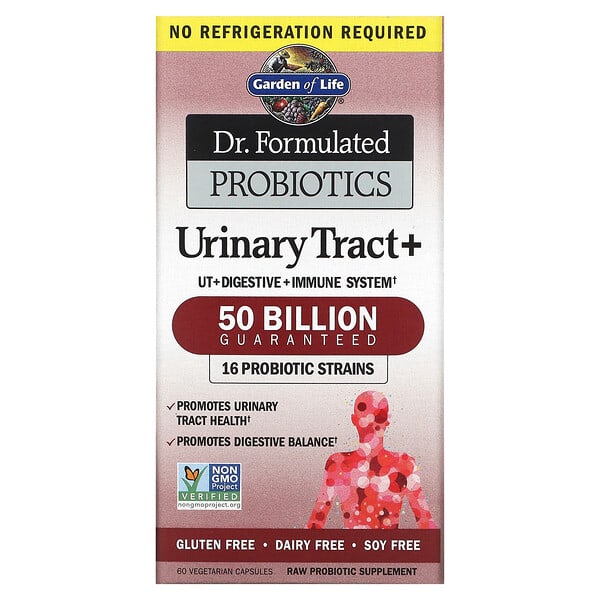 NO REFRIGERATION REQUIRED
Garden of Life®
Dr. Formulated
PROBIOTICS
Urinary Tract+
UT+DIGESTIVE+IMMUNE SYSTEM†
50 BILLION
GUARANTEED
16 PROBIOTIC STRAINS
✓ PROMOTES URINARY
TRACT HEALTH†
✓ PROMOTES DIGESTIVE BALANCE†
NON
GMO
Project
VERIFIED
nongmoproject.org
GLUTEN FREE • DAIRY FREE • SOY FREE
60 VEGETARIAN CAPSULES RAW PROBIOTIC SUPPLEMENT